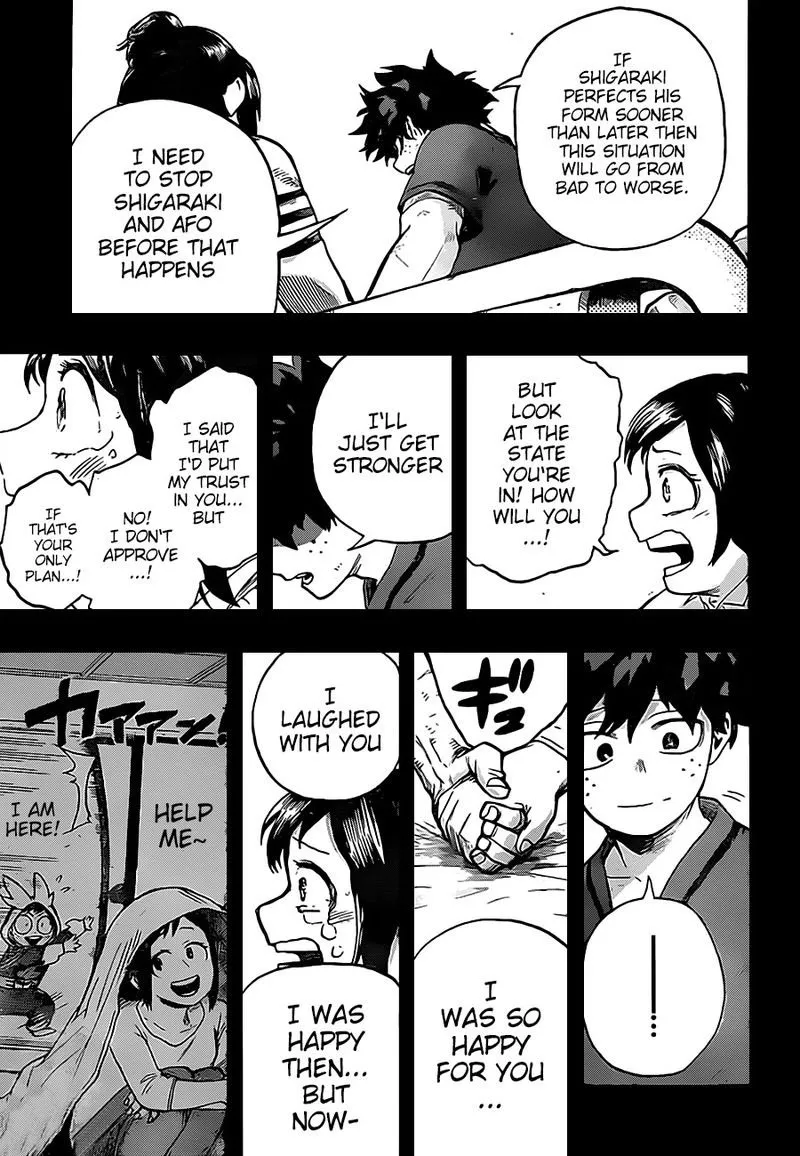 IF
SHIGARAKI
PERFECTS HIS
FORM SOONER
THAN LATER THEN
THIS SITUATION
WILL GO FROM
BAD TO WORSE.
I NEED
TO STOP
SHIGARAKI
AND AFO
BEFORE THAT
HAPPENS
BUT
LOOK
AT THE
STATE
YOU'RE
IN! HOW
WILL YOU
...!
I'LL
JUST GET
STRONGER
I SAID
THAT
I'D PUT
MY TRUST
IN YOU...
BUT
NO!
I DON'T
APPROVE
...!
IF
THAT'S
YOUR
ONLY
PLAN...!
ギュ
I
WAS SO
HAPPY
FOR YOU
...
I
LAUGHED
WITH YOU
I WAS
HAPPY
THEN...
BUT
NOW-
HELP
ME~
I AM
HERE!